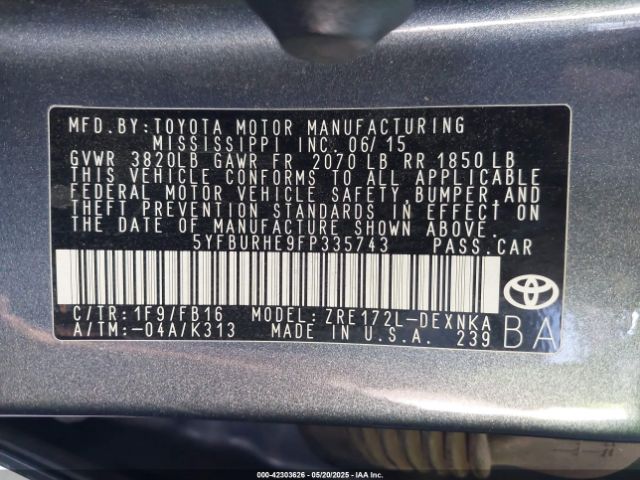 MFD.BY:TOYOTA MOTOR MANUFACTURING
MISSISSIPPI INC. 06/15
GVWR 3820LB GAWR FR 2070 LB RR 1850 LB
THIS VEHICLE CONFORMS TO ALL APPLICABLE
FEDERAL MOTOR VEHICLE SAFETY,BUMPER,AND
THEFT PREVENTION STANDARDS IN EFFECT ON
THE DATE OF MANUFACTURE SHOWN ABOVE.
5YFBURHE9FP335743 PASS.CAR
C/TR:1F9/FB16 MODEL:ZRE172L-DEXNKA
A/TM:-04A/K313 MADE IN U.S.A. 239
BA
000-42303626 - 05/20/2025 - IAAI, Inc.